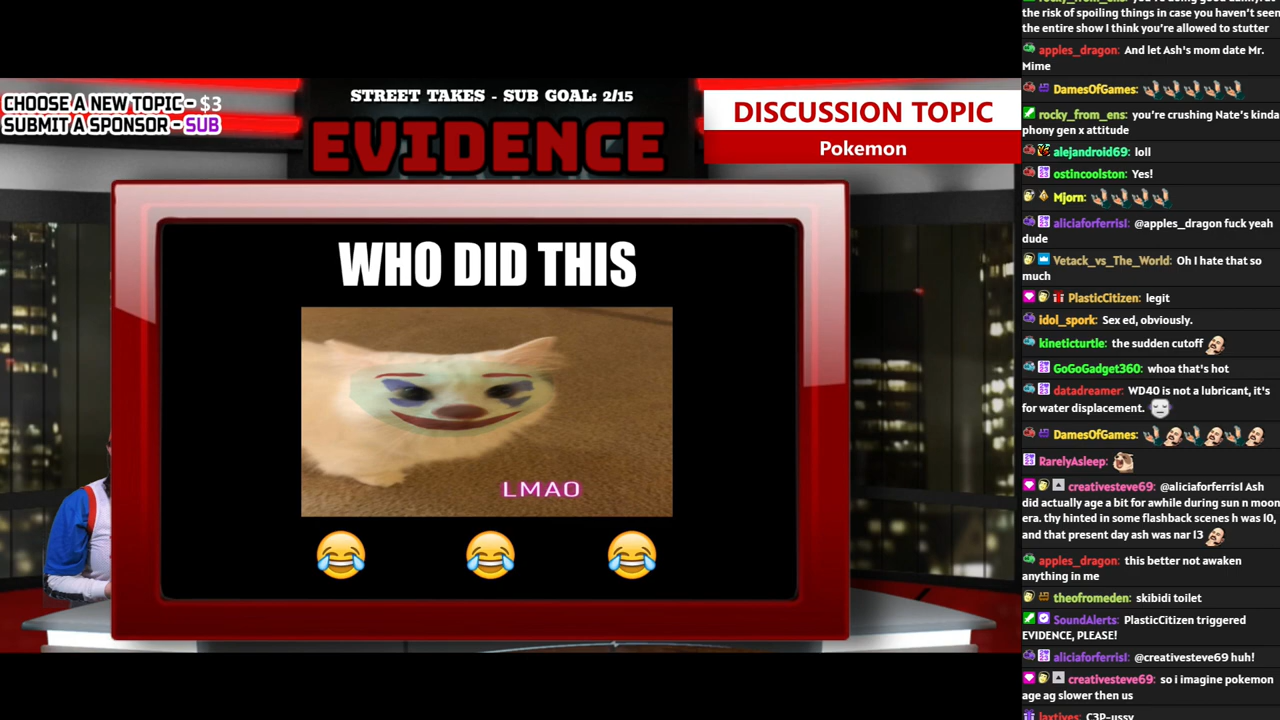 CHOOSE A NEW TOPIC - $3
SUBMIT A SPONSOR - SUB
STREET TAKES - SUB GOAL: 2/15
EVIDENCE
DISCUSSION TOPIC
Pokemon
WHO DID THIS
LMAO
the risk of spoiling things in case you haven't seen
the entire show I think you're allowed to stutter
apples_dragon: And let Ash's mom date Mr.
Mime
DamesOfGames:
rocky_from_ens: you're crushing Nate's kinda
phony gen x attitude
alejandroid69: loll
ostincoolston: Yes!
Mjorn:
aliciaforferris1: @apples_dragon fuck yeah
dude
Vetack_vs_The_World: Oh I hate that so
much
PlasticCitizen: legit
idol_spork: Sex ed, obviously.
kineticturtle: the sudden cutoff
GoGoGadget360: whoa that's hot
datadreamer: WD40 is not a lubricant, it's
for water displacement.
DamesOfGames:
RarelyAsleep:
creativesteve69: @aliciaforferris1 Ash
did actually age a bit for awhile during sun n moon
era. thy hinted in some flashback scenes h was 10,
and that present day ash was nar 13
apples_dragon: this better not awaken
anything in me
theofromeden: skibidi toilet
SoundAlerts: PlasticCitizen triggered
EVIDENCE, PLEASE!
aliciaforferris1: @creativesteve69 huh!
creativesteve69: so i imagine pokemon
age ag slower then us
laxtives: C3P-ussy